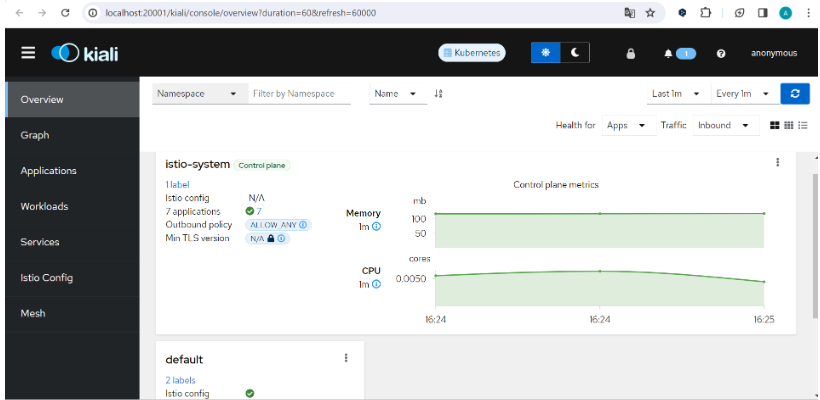 localhost:20001/kiali/console/overview?duration=60&refresh=60000
A
kiali
Kubernetes
1
anonymous
Overview
Graph
Applications
Workloads
Services
Istio Config
Mesh
Namespace
Filter by Namespace
Name
Last 1m
Every 1m
Health for
Apps
Traffic
Inbound
istio-system
Control plane
1 label
Istio config N/A
7 applications 7
Outbound policy ALLOW_ANY
Min TLS version N/A
Control plane metrics
Memory
1m
mb
100
50
CPU
1m
cores
0.0050
16:24
16:24
16:25
default
2 labels
Istio config